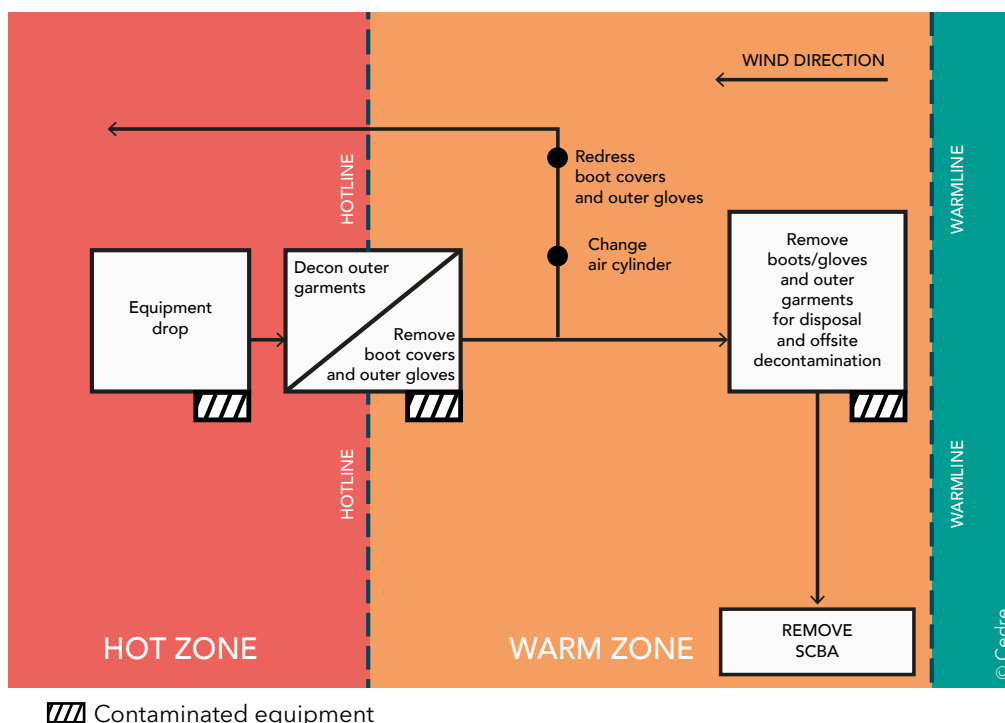 WIND DIRECTION
HOTLINE
Redress
boot covers
and outer gloves
WARMLINE
Change
air cylinder
Equipment
drop
Decon outer
garments
Remove
boot covers
and outer gloves
Remove
boots/gloves
and outer
garments
for disposal
and offsite
decontamination
HOTLINE
WARMLINE
HOT ZONE
WARM ZONE
REMOVE
SCBA
© Cedre
Contaminated equipment